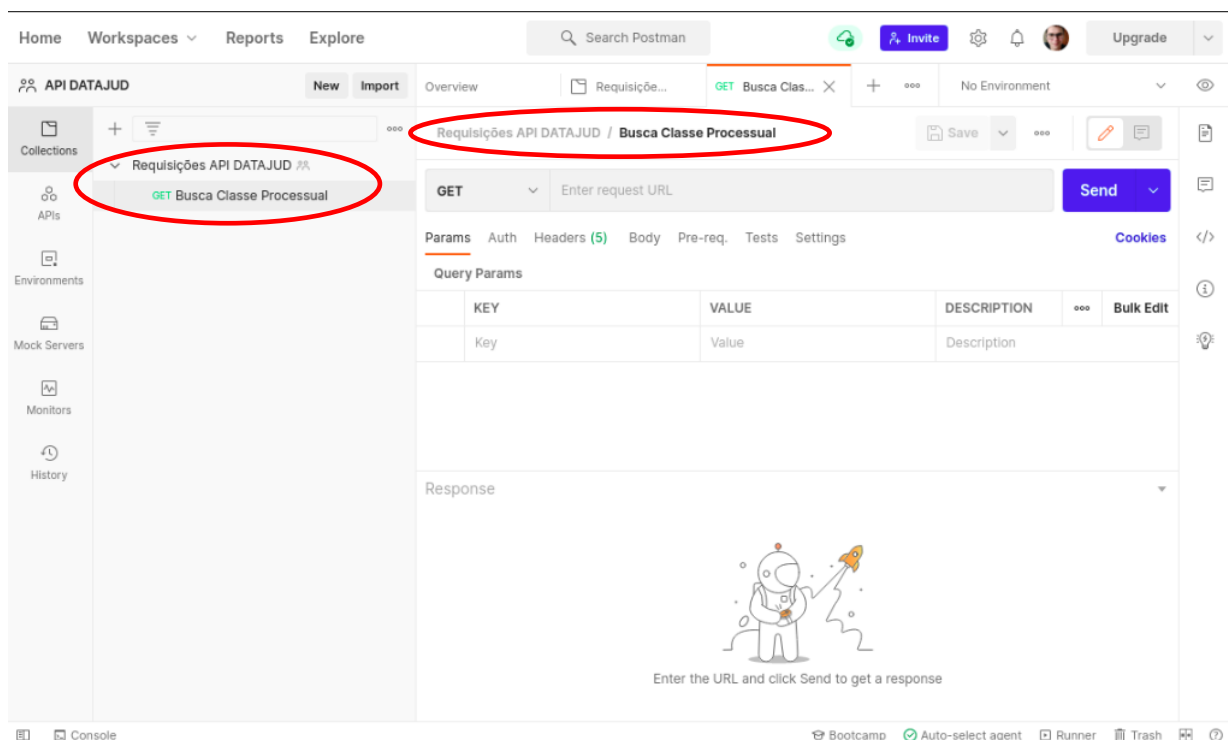 Home Workspaces Reports Explore Search Postman Invite Upgrade
API DATAJUD New Import Overview Requisiçõe... GET Busca Clas... No Environment
Collections
Requisições API DATAJUD / Busca Classe Processual Save
Requisições API DATAJUD
GET Busca Classe Processual
GET Enter request URL Send
APIs
Params Auth Headers (5) Body Pre-req. Tests Settings Cookies
Environments
Query Params
KEY VALUE DESCRIPTION Bulk Edit
Key Value Description
Mock Servers
Monitors
History
Response
Enter the URL and click Send to get a response
Console Bootcamp Auto-select agent Runner Trash